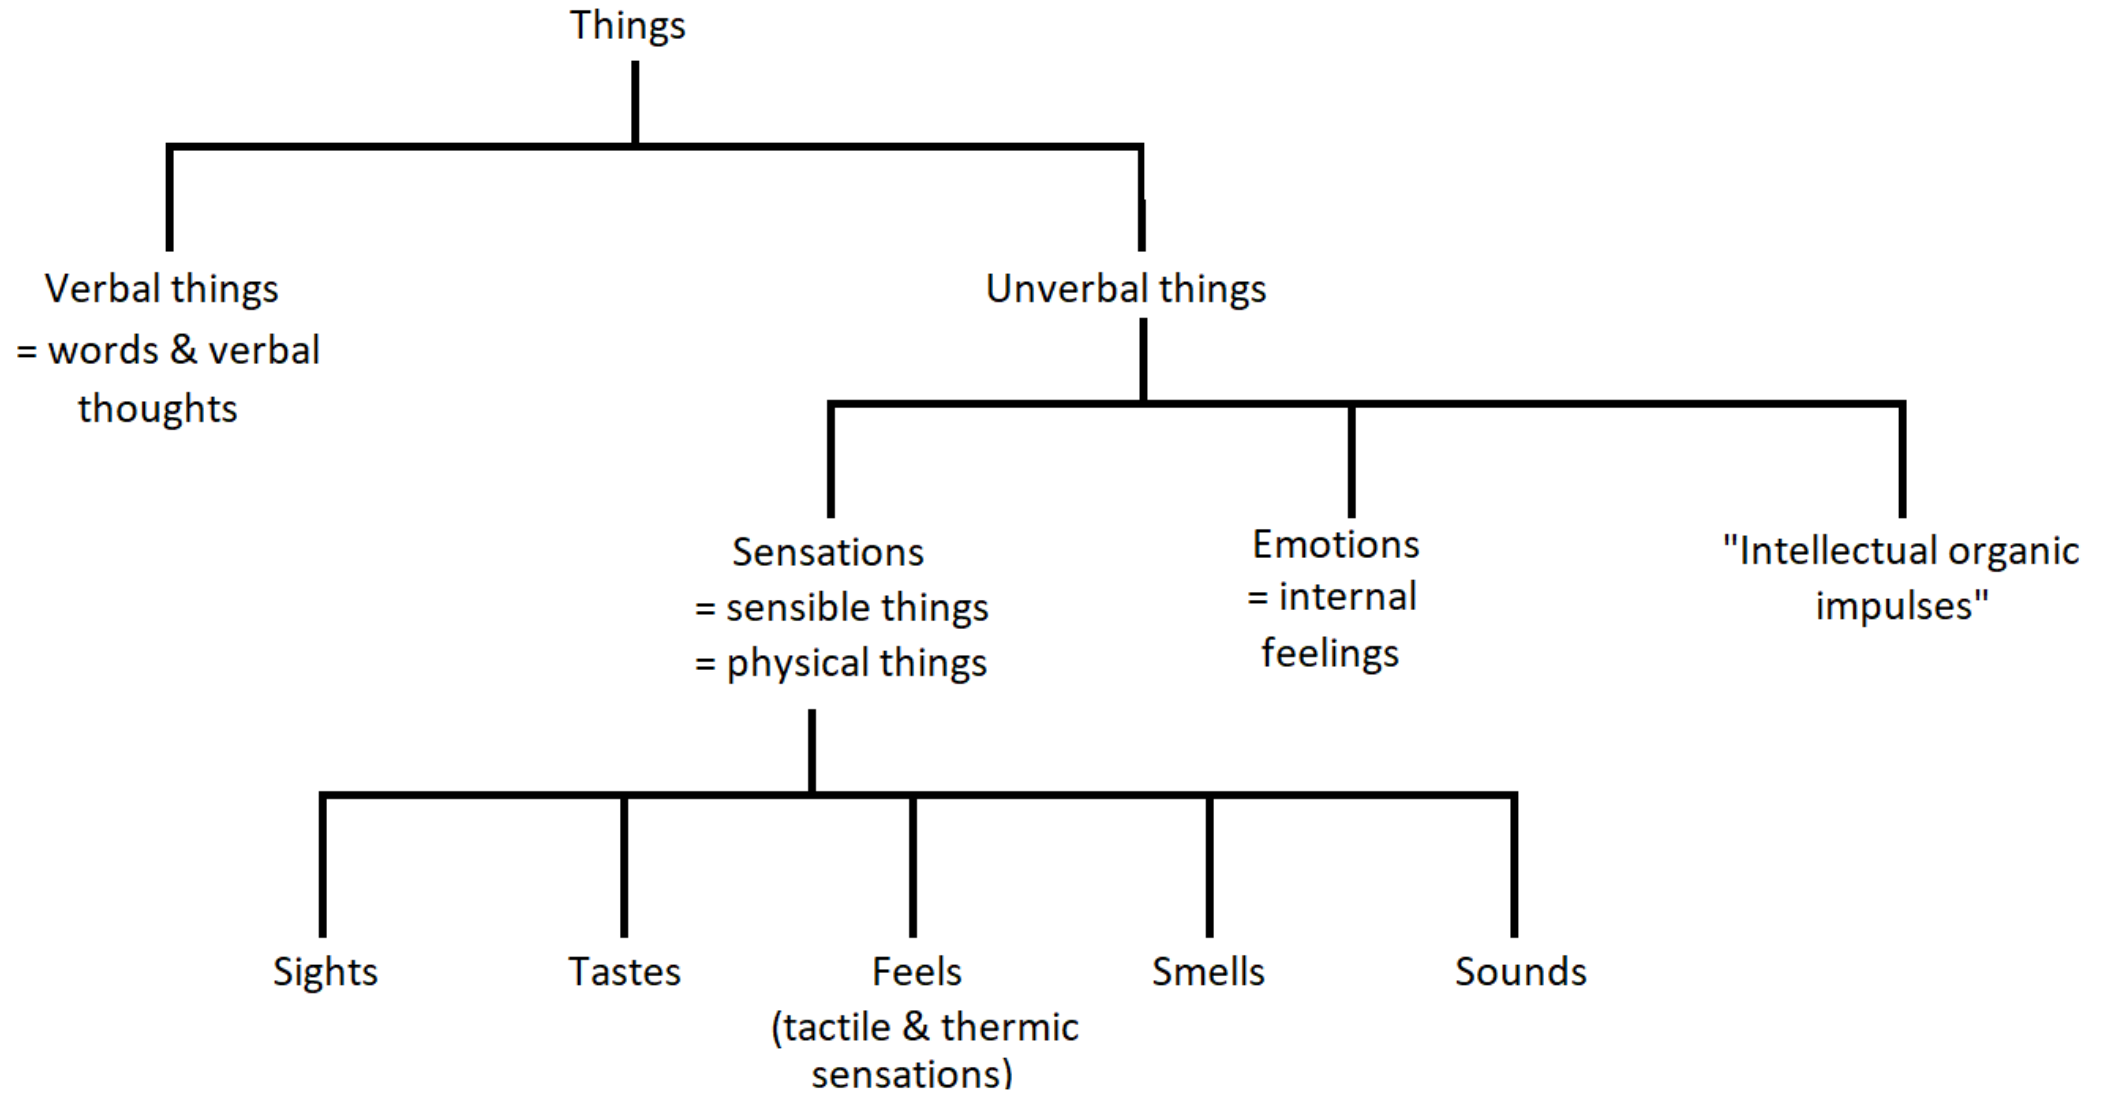 Things
Verbal things
= words & verbal
thoughts
Unverbal things
Sensations
= sensible things
= physical things
Emotions
= internal
feelings
"Intellectual organic
impulses"
Sights
Tastes
Feels
(tactile & thermic
sensations)
Smells
Sounds